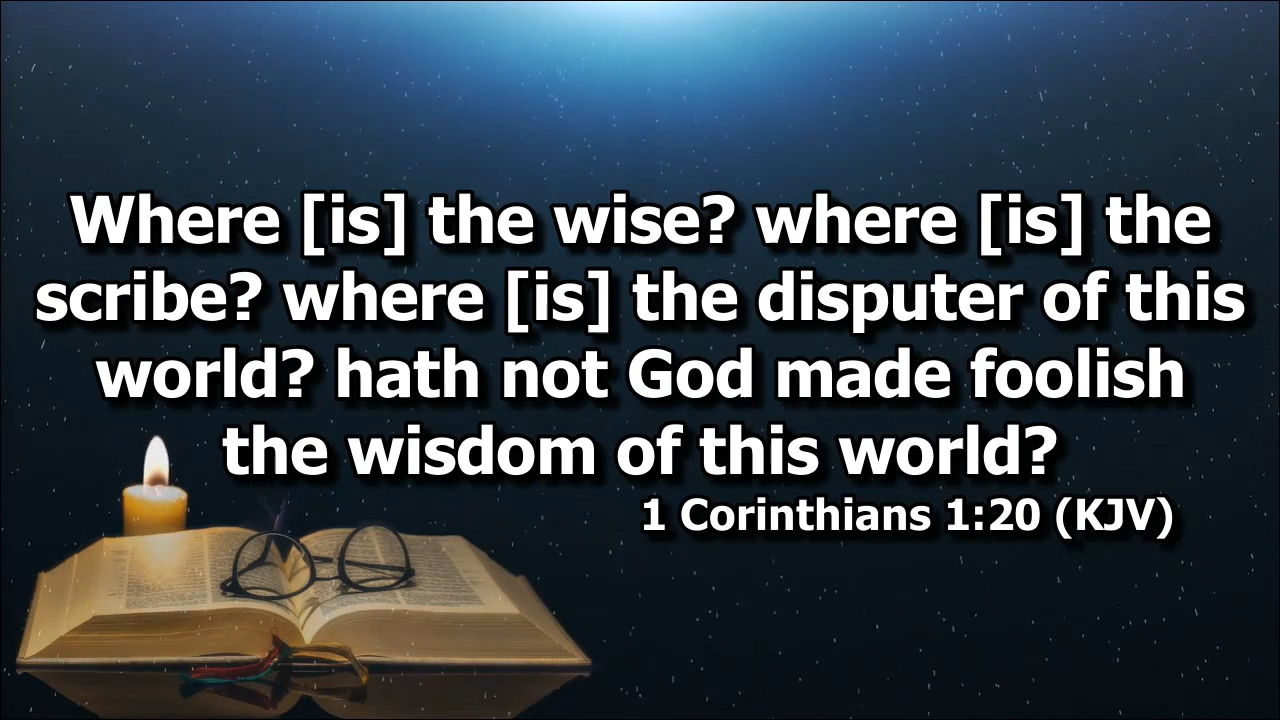 Where [is] the wise? where [is] the
scribe? where [is] the disputer of this
world? hath not God made foolish
the wisdom of this world?
1 Corinthians 1:20 (KJV)